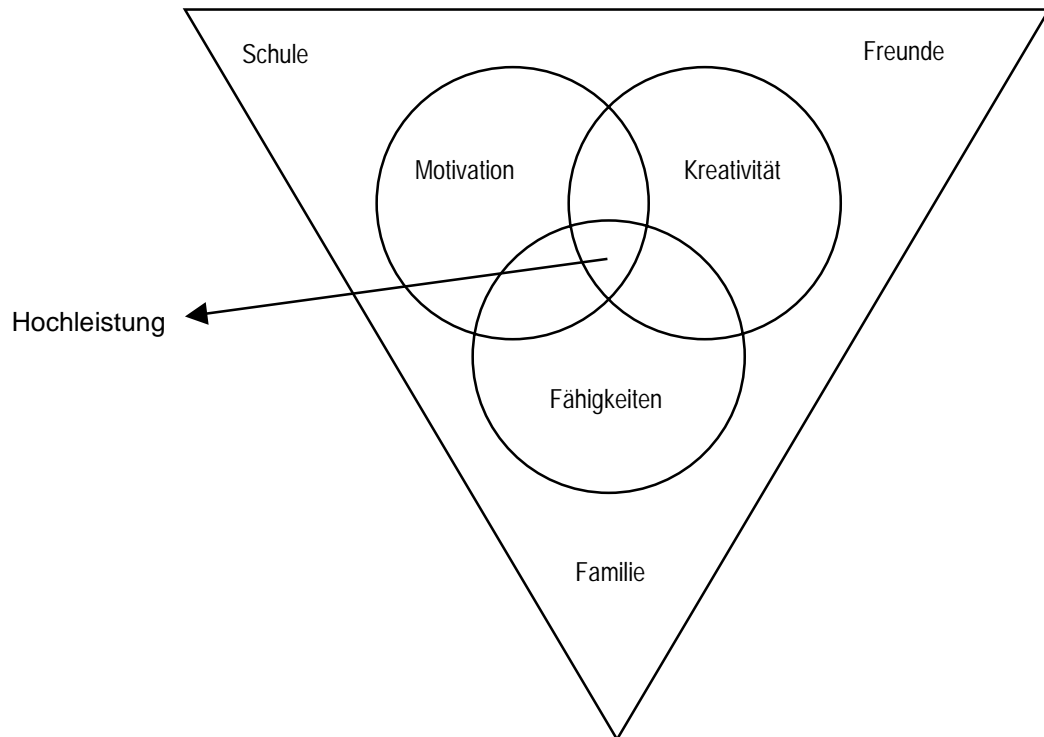 Schule
Freunde
Motivation
Kreativität
Hochleistung
Fähigkeiten
Familie